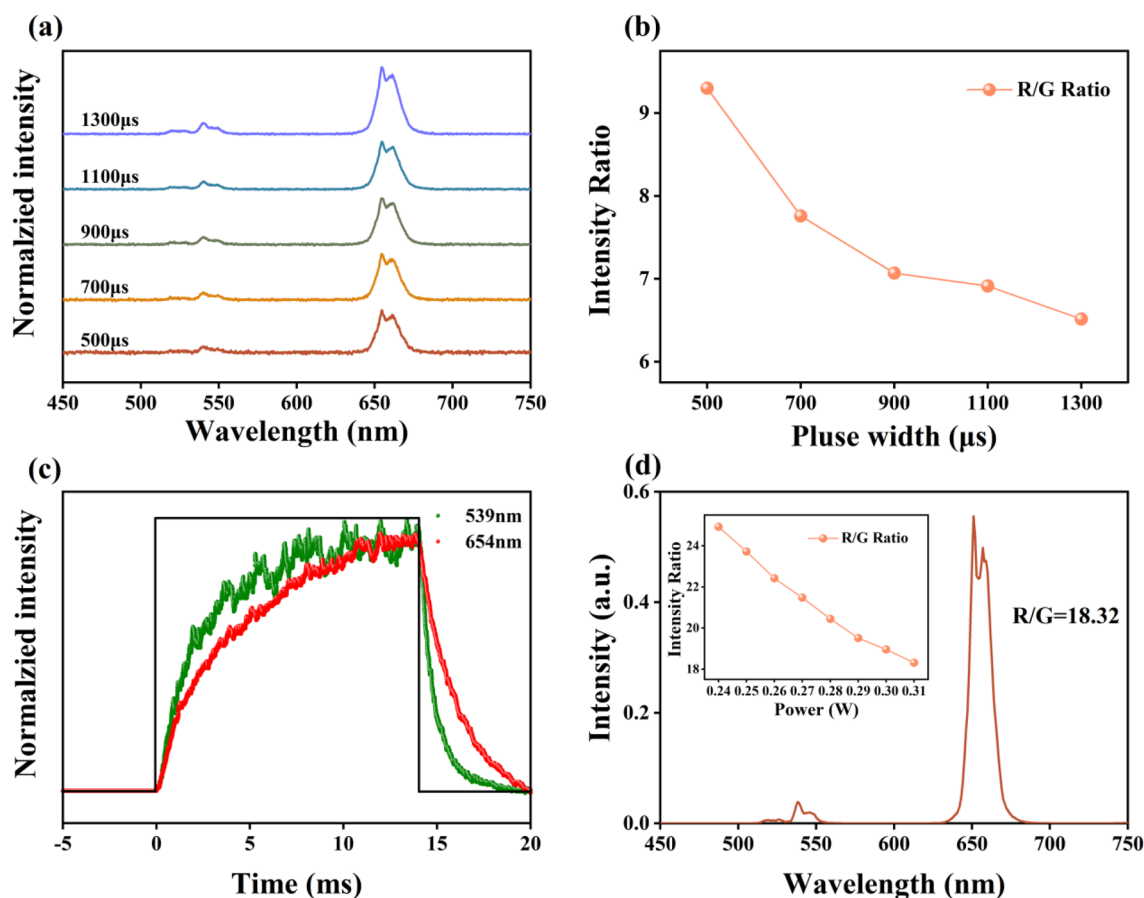 (a)
Normalzied intensity
1300μs
1100μs
900μs
700μs
500μs
450 500 550 600 650 700 750
Wavelength (nm)
(b)
Intensity Ratio
9
8
7
6
R/G Ratio
500 700 900 1100 1300
Pluse width (μs)
(c)
Normalzied intensity
539nm
654nm
-5 0 5 10 15 20
Time (ms)
(d)
Intensity (a.u.)
0.6
0.4
0.2
0.0
Intensity Ratio
24
22
20
18
R/G Ratio
0.24 0.25 0.26 0.27 0.28 0.29 0.30 0.31
Power (W)
R/G=18.32
450 500 550 600 650 700 750
Wavelength (nm)